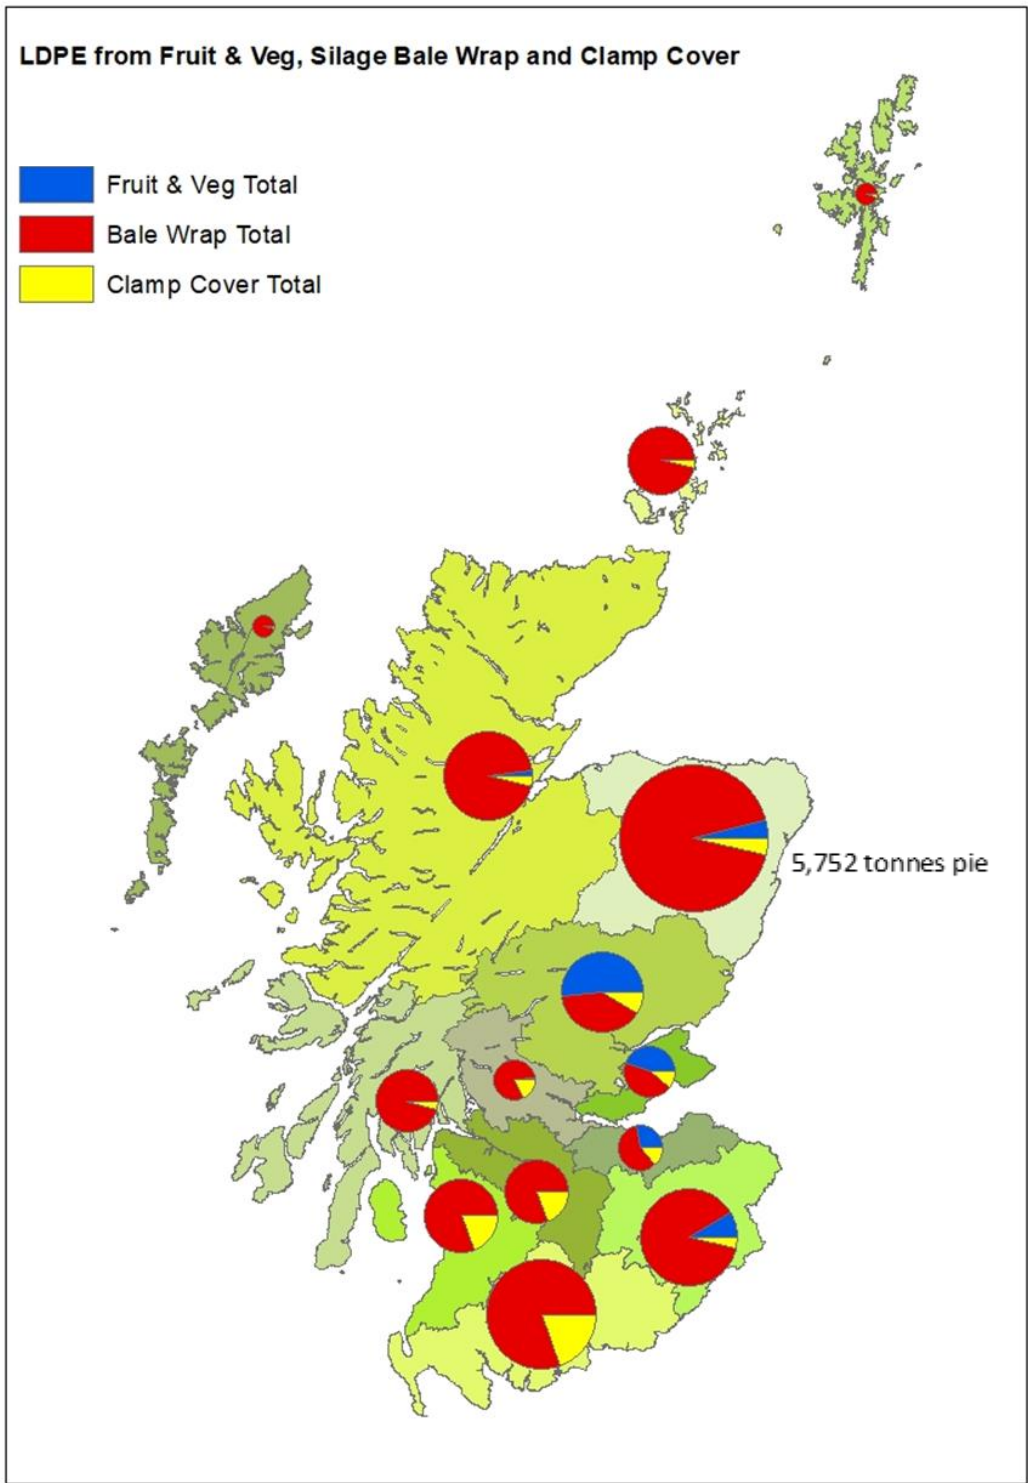 LDPE from Fruit & Veg, Silage Bale Wrap and Clamp Cover
Fruit & Veg Total
Bale Wrap Total
Clamp Cover Total
5,752 tonnes pie